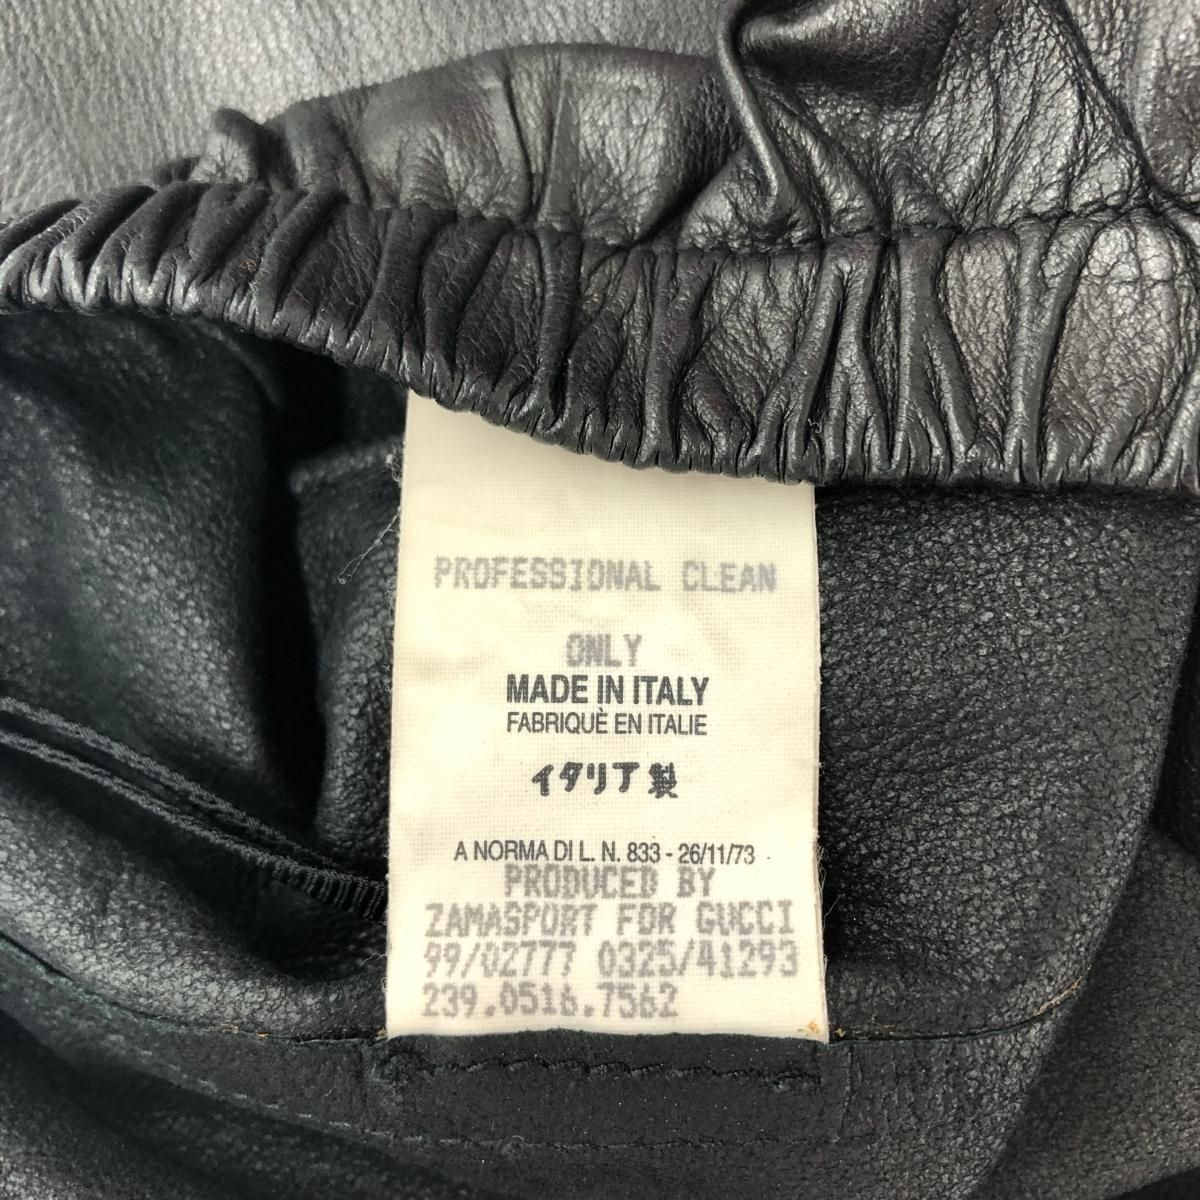 PROFESSIONAL CLEAN
ONLY
MADE IN ITALY
FABRIQUÈ EN ITALIE
イタリア製
A NORMA DI L. N. 833 - 26/11/73
PRODUCED BY
ZAMASPORT FOR GUCCI
99/02777 0325/41293
239.0516.7562